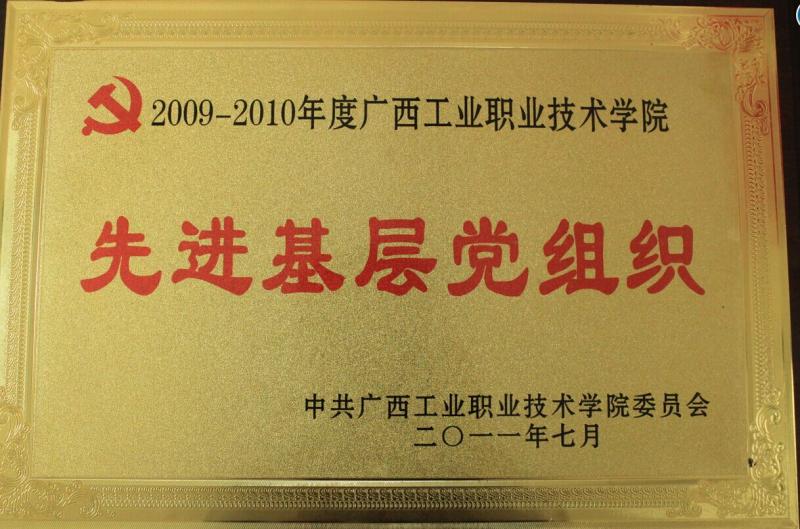 2009-2010年度广西工业职业技术学院
先进基层党组织
中共广西工业职业技术学院委员会
二〇一一年七月